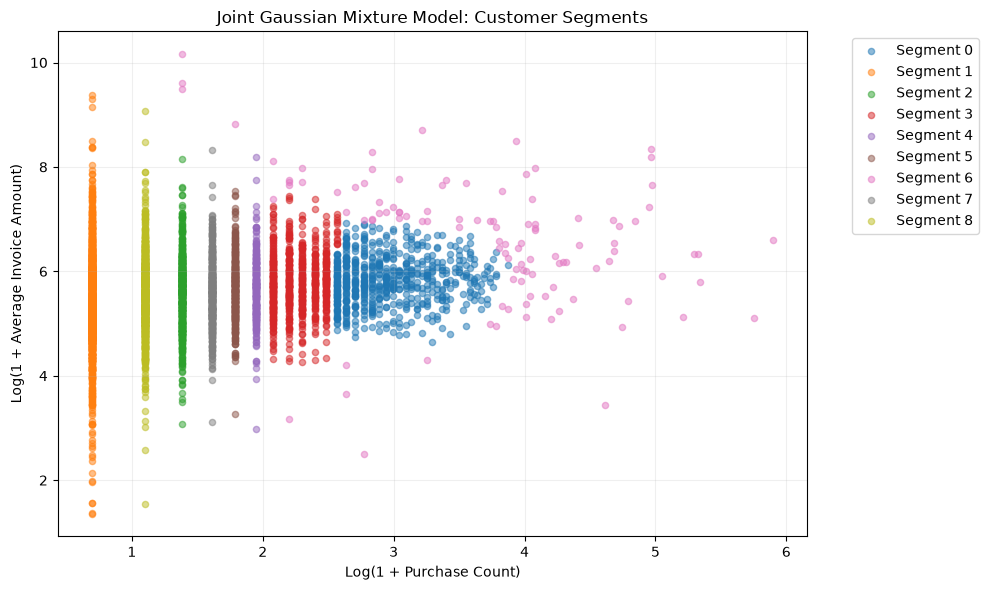 Joint Gaussian Mixture Model: Customer Segments
Log(1 + Average Invoice Amount)
10
8
6
4
2
1
2
3
4
5
6
Log(1 + Purchase Count)
Segment 0
Segment 1
Segment 2
Segment 3
Segment 4
Segment 5
Segment 6
Segment 7
Segment 8